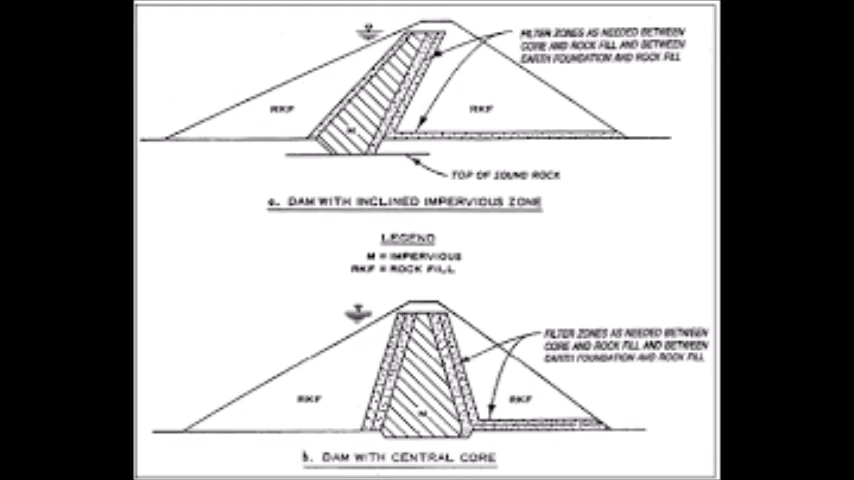 FILTER ZONES AS NEEDED BETWEEN
CORE AND ROCK FILL AND BETWEEN
EARTH FOUNDATION AND ROCK FILL
RKF
RKF
M
TOP OF SOUND ROCK
a. DAM WITH INCLINED IMPERVIOUS ZONE
LEGEND
M = IMPERVIOUS
RKF = ROCK FILL
FILTER ZONES AS NEEDED BETWEEN
CORE AND ROCK FILL AND BETWEEN
EARTH FOUNDATION AND ROCK FILL
RKF
RKF
M
b. DAM WITH CENTRAL CORE